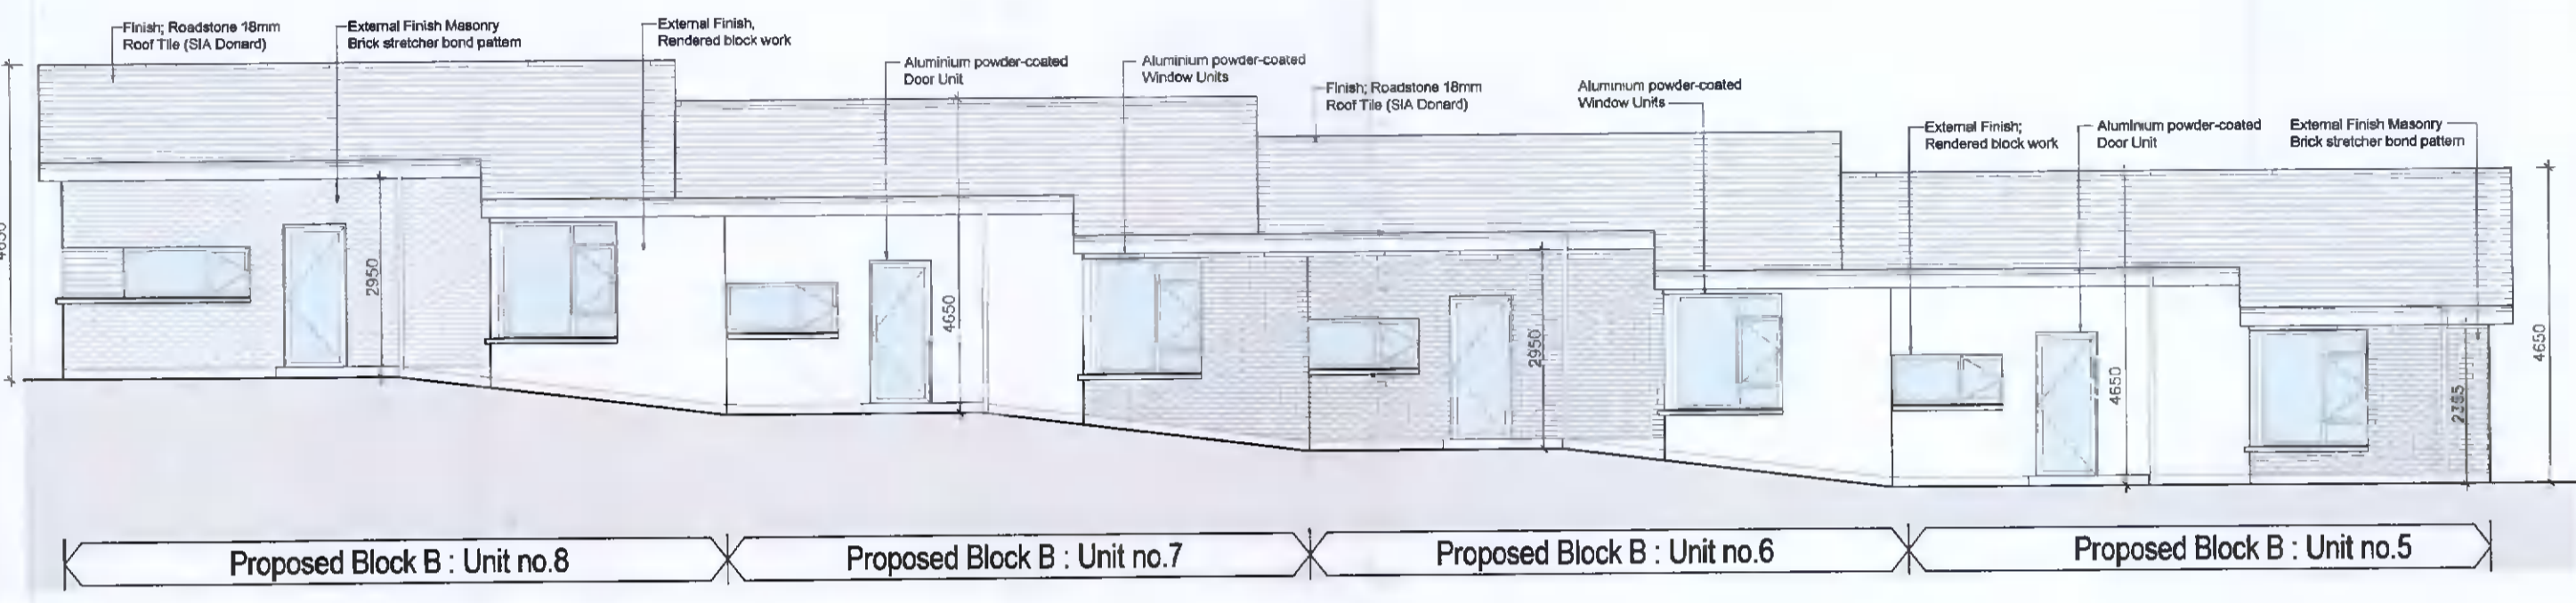 Finish; Roadstone 18mm
Roof Tile (SIA Donard)
External Finish Masonry
Brick stretcher bond pattern
External Finish,
Rendered block work
Aluminium powder-coated
Door Unit
Aluminium powder-coated
Window Units
Finish; Roadstone 18mm
Roof Tile (SIA Donard)
Aluminium powder-coated
Window Units
External Finish;
Rendered block work
Aluminium powder-coated
Door Unit
External Finish Masonry
Brick stretcher bond pattern
4650
2950
4650
2950
4650
2355
4650
Proposed Block B : Unit no.8
Proposed Block B : Unit no.7
Proposed Block B : Unit no.6
Proposed Block B : Unit no.5